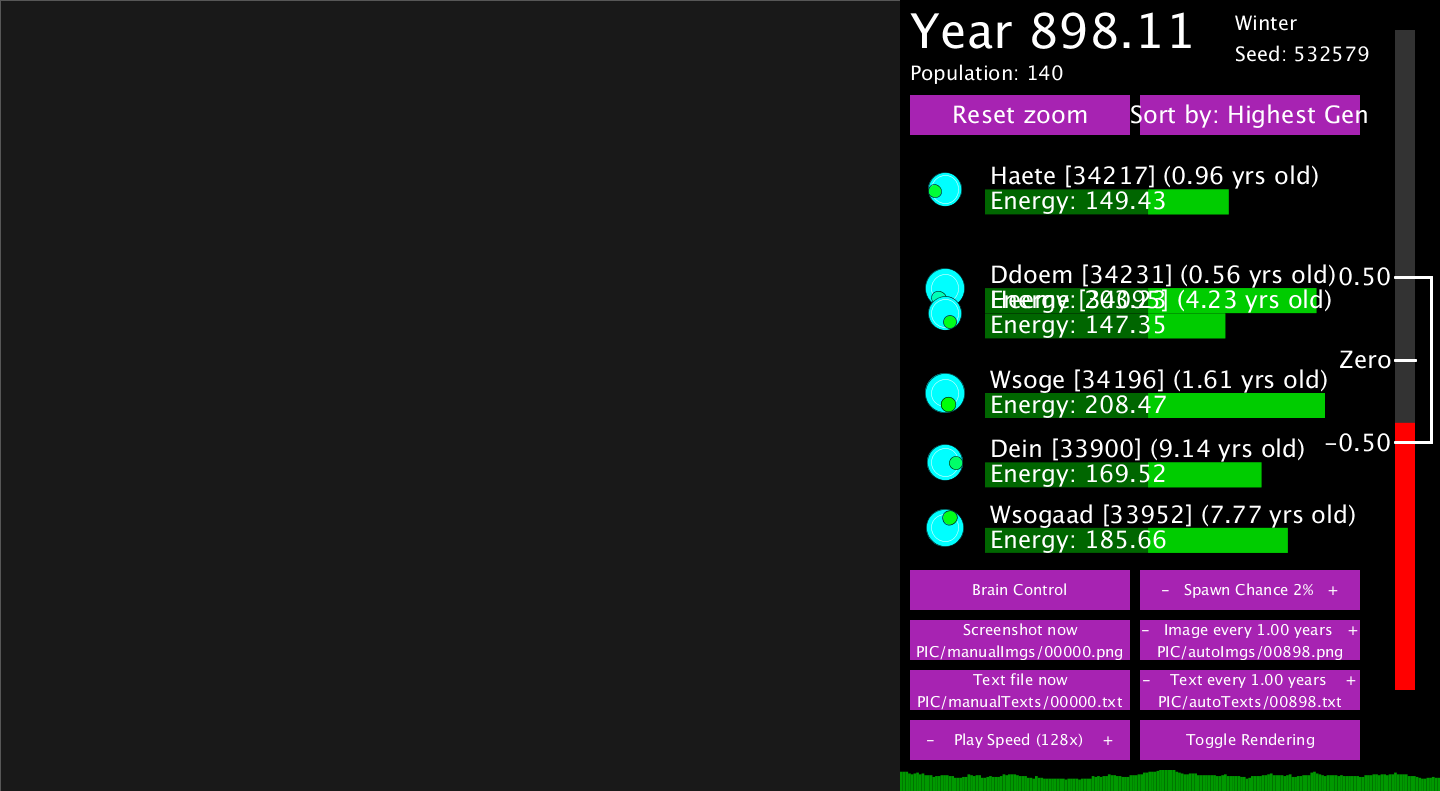 Year 898.11
Winter
Seed: 532579
Population: 140
Reset zoom
Sort by: Highest Gen
Haete [34217] (0.96 yrs old)
Energy: 149.43
Ddoem [34231] (0.56 yrs old)
0.50
(4.23 yrs old)
Energy: 147.35
Zero
Wsoge [34196] (1.61 yrs old)
Energy: 208.47
-0.50
Dein [33900] (9.14 yrs old)
Energy: 169.52
Wsogaad [33952] (7.77 yrs old)
Energy: 185.66
Brain Control
- Spawn Chance 2% +
Screenshot now
PIC/manualImgs/00000.png
- Image every 1.00 years +
PIC/autoImgs/00898.png
Text file now
PIC/manualTexts/00000.txt
- Text every 1.00 years +
PIC/autoTexts/00898.txt
- Play Speed (128x) +
Toggle Rendering